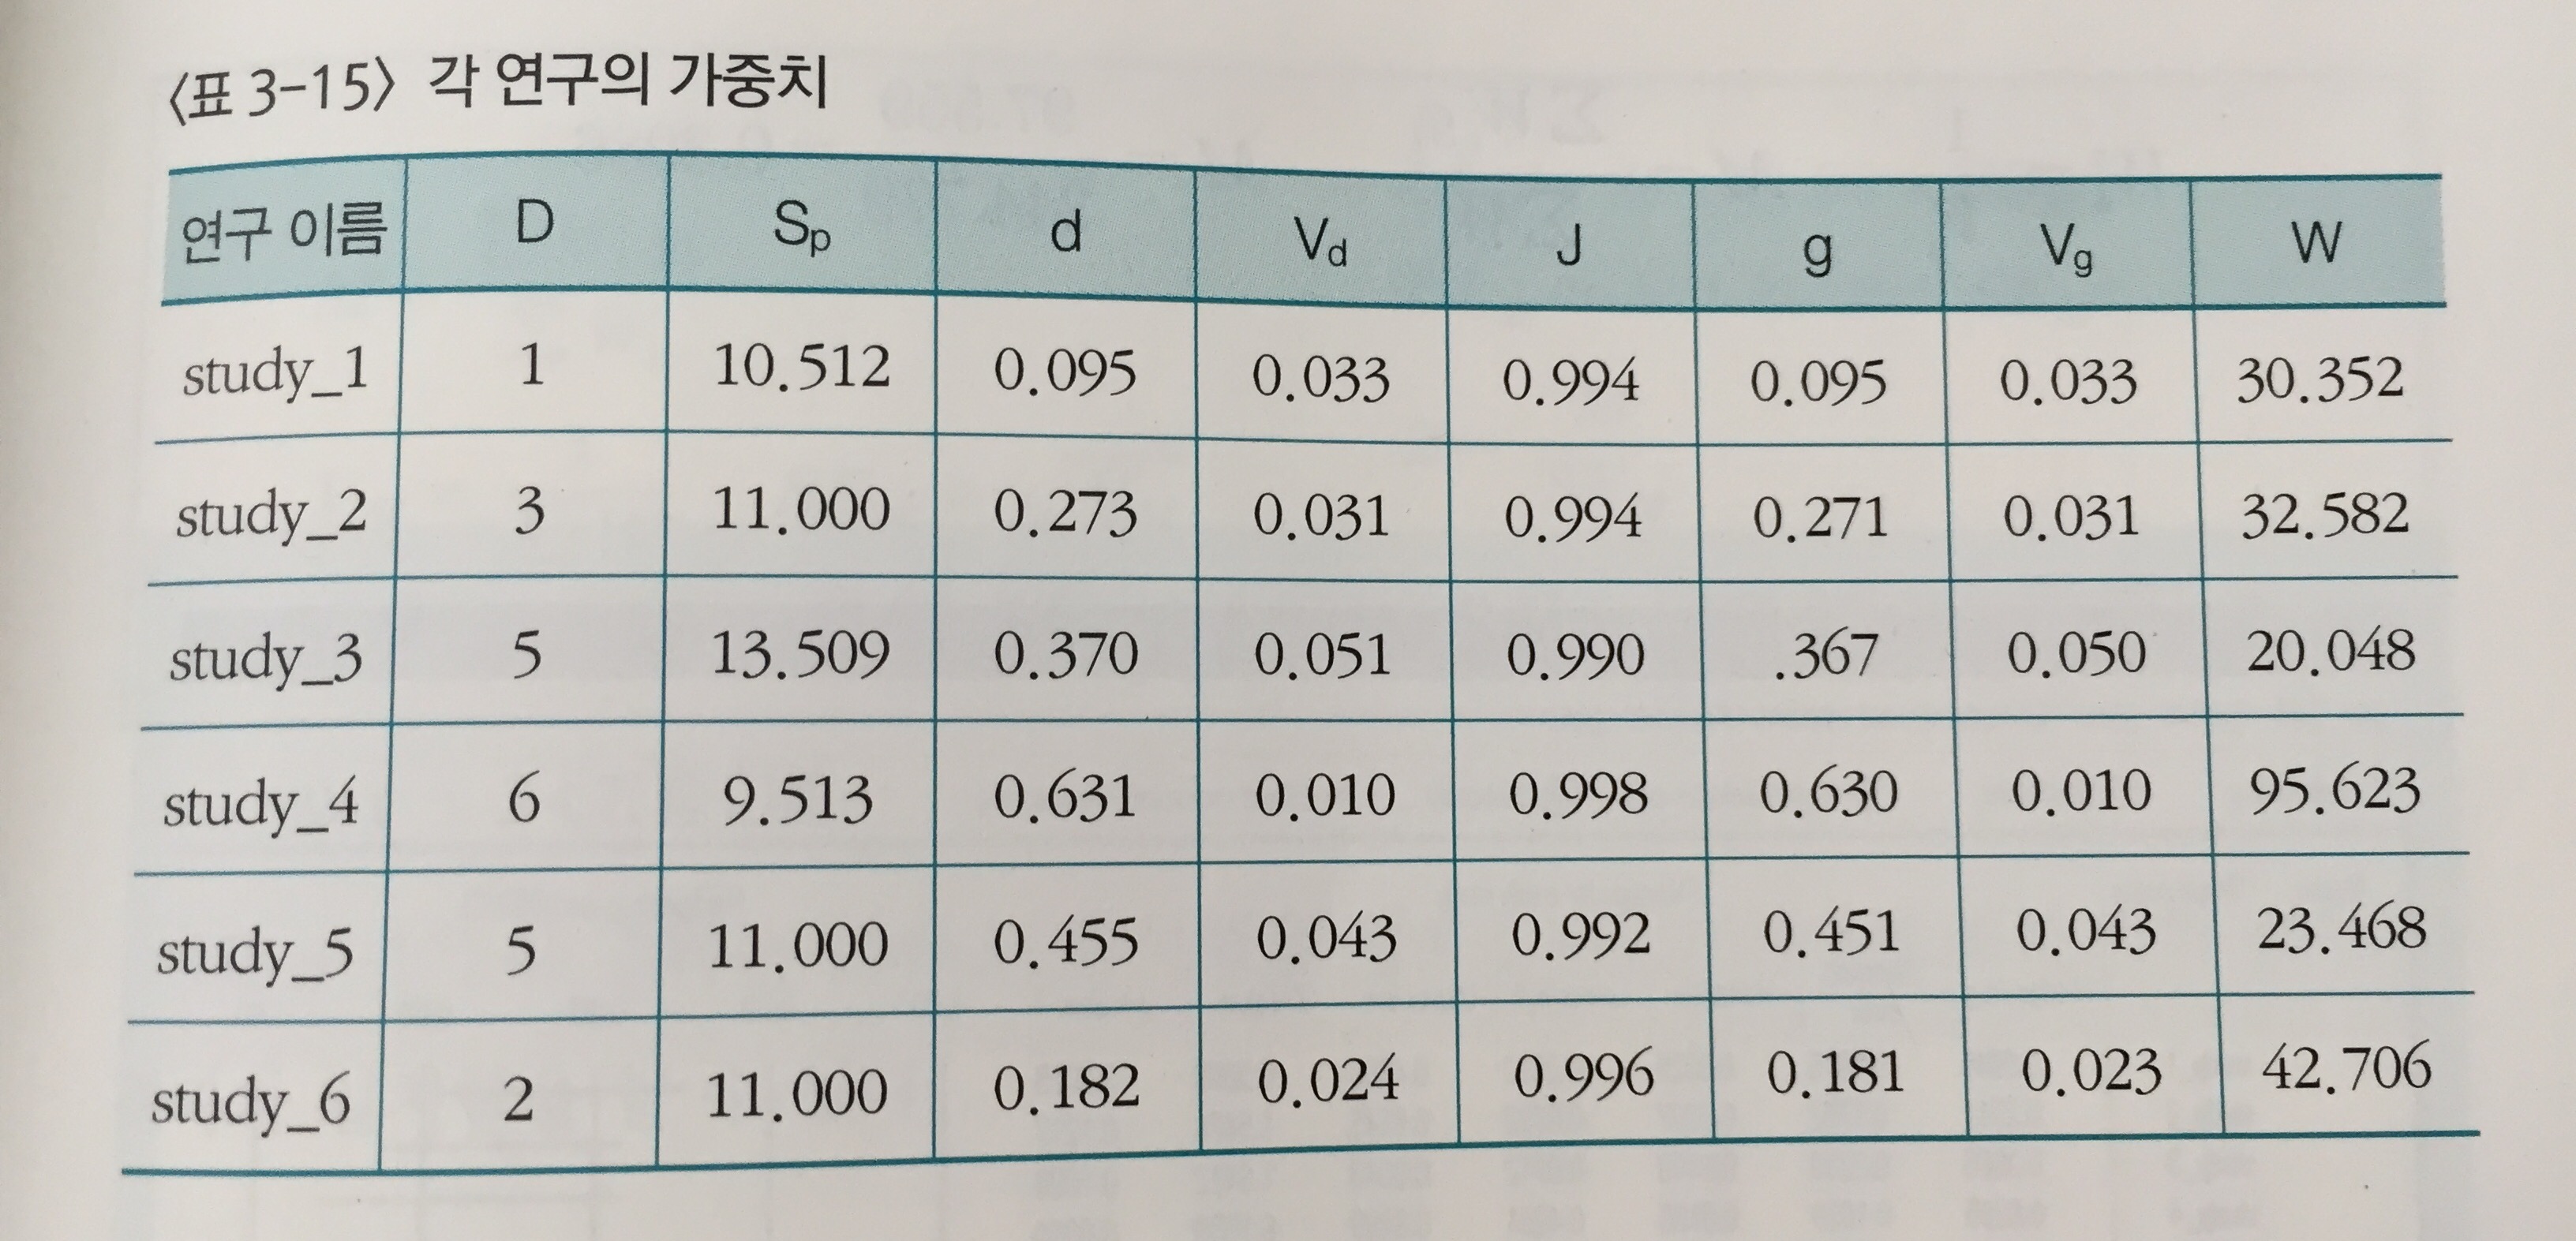 〈표 3-15〉 각 연구의 가중치
연구 이름 D Sp d Vd J g Vg W
study_1 1 10.512 0.095 0.033 0.994 0.095 0.033 30.352
study_2 3 11.000 0.273 0.031 0.994 0.271 0.031 32.582
study_3 5 13.509 0.370 0.051 0.990 .367 0.050 20.048
study_4 6 9.513 0.631 0.010 0.998 0.630 0.010 95.623
study_5 5 11.000 0.455 0.043 0.992 0.451 0.043 23.468
study_6 2 11.000 0.182 0.024 0.996 0.181 0.023 42.706